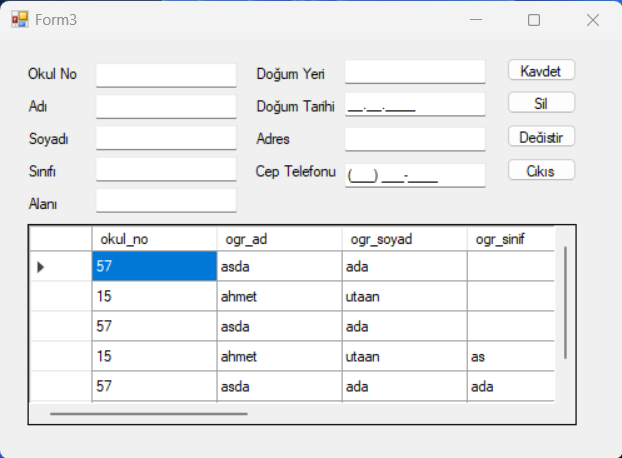 Form3
Okul No
Doğum Yeri
Kavdet
Adı
Doğum Tarihi
__.__.____
Sil
Soyadı
Adres
Değistir
Sınıfı
Cep Telefonu
(___) ___-____
Cıkıs
Alanı
okul_no ogr_ad ogr_soyad ogr_sinif
57 asda ada
15 ahmet utaan
57 asda ada
15 ahmet utaan as
57 asda ada ada